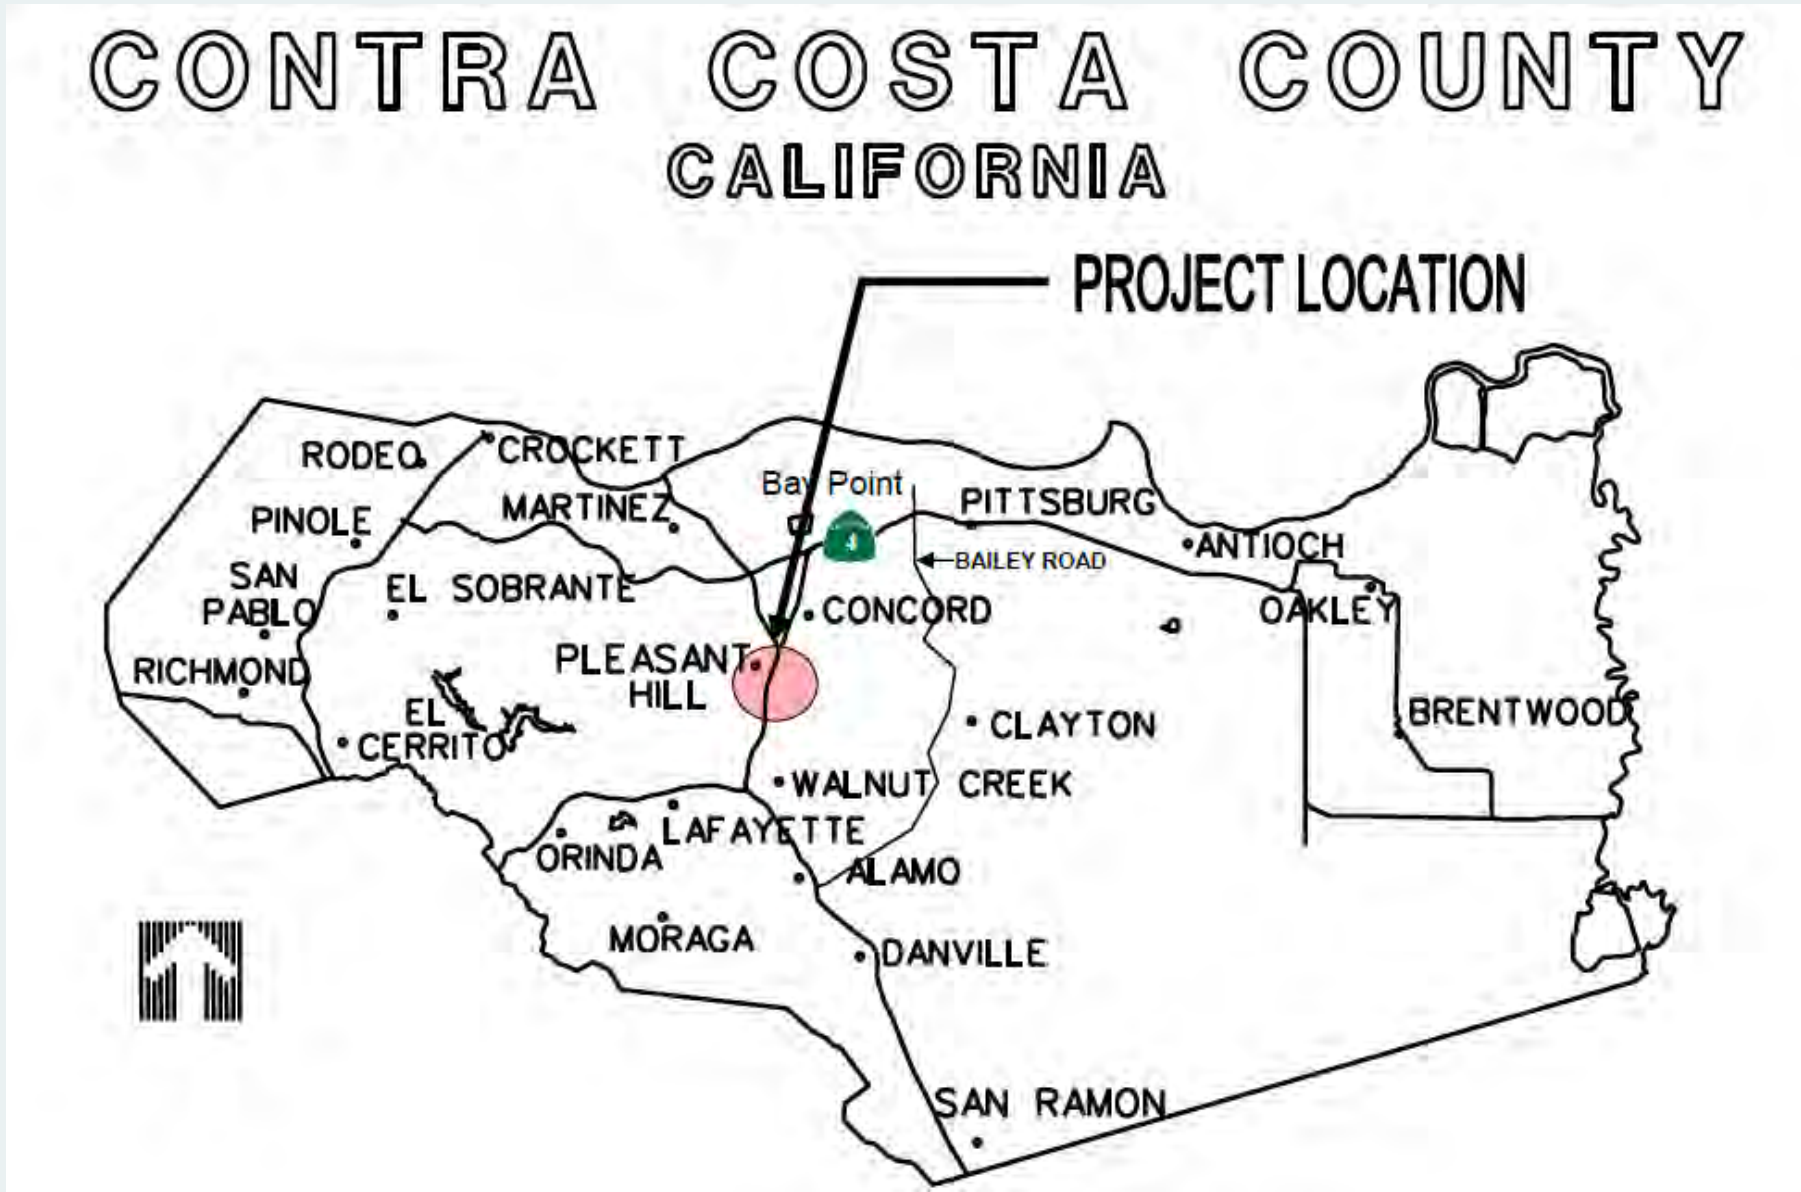 CONTRA COSTA COUNTY
CALIFORNIA
PROJECT LOCATION
RODEO
CROCKETT
Bay Point
MARTINEZ
PITTSBURG
PINOLE
4
ANTIOCH
BAILEY ROAD
SAN
PABLO
EL SOBRANTE
CONCORD
OAKLEY
RICHMOND
PLEASANT
HILL
EL
CERRITO
CLAYTON
BRENTWOOD
WALNUT CREEK
LAFAYETTE
ORINDA
ALAMO
MORAGA
DANVILLE
SAN RAMON